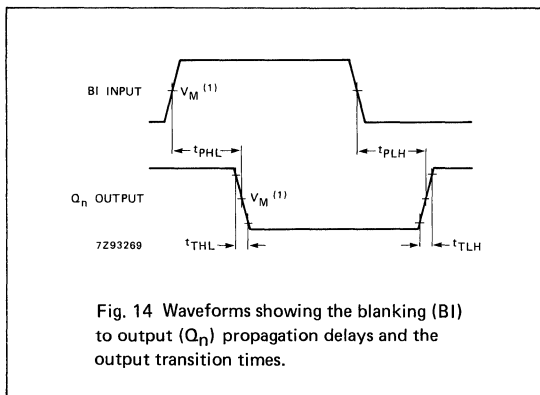 BI INPUT
V_M (1)
t_PHL
t_PLH
Q_n OUTPUT
V_M (1)
7Z93269
t_THL
t_TLH
Fig. 14 Waveforms showing the blanking (BI)
to output (Q_n) propagation delays and the
output transition times.